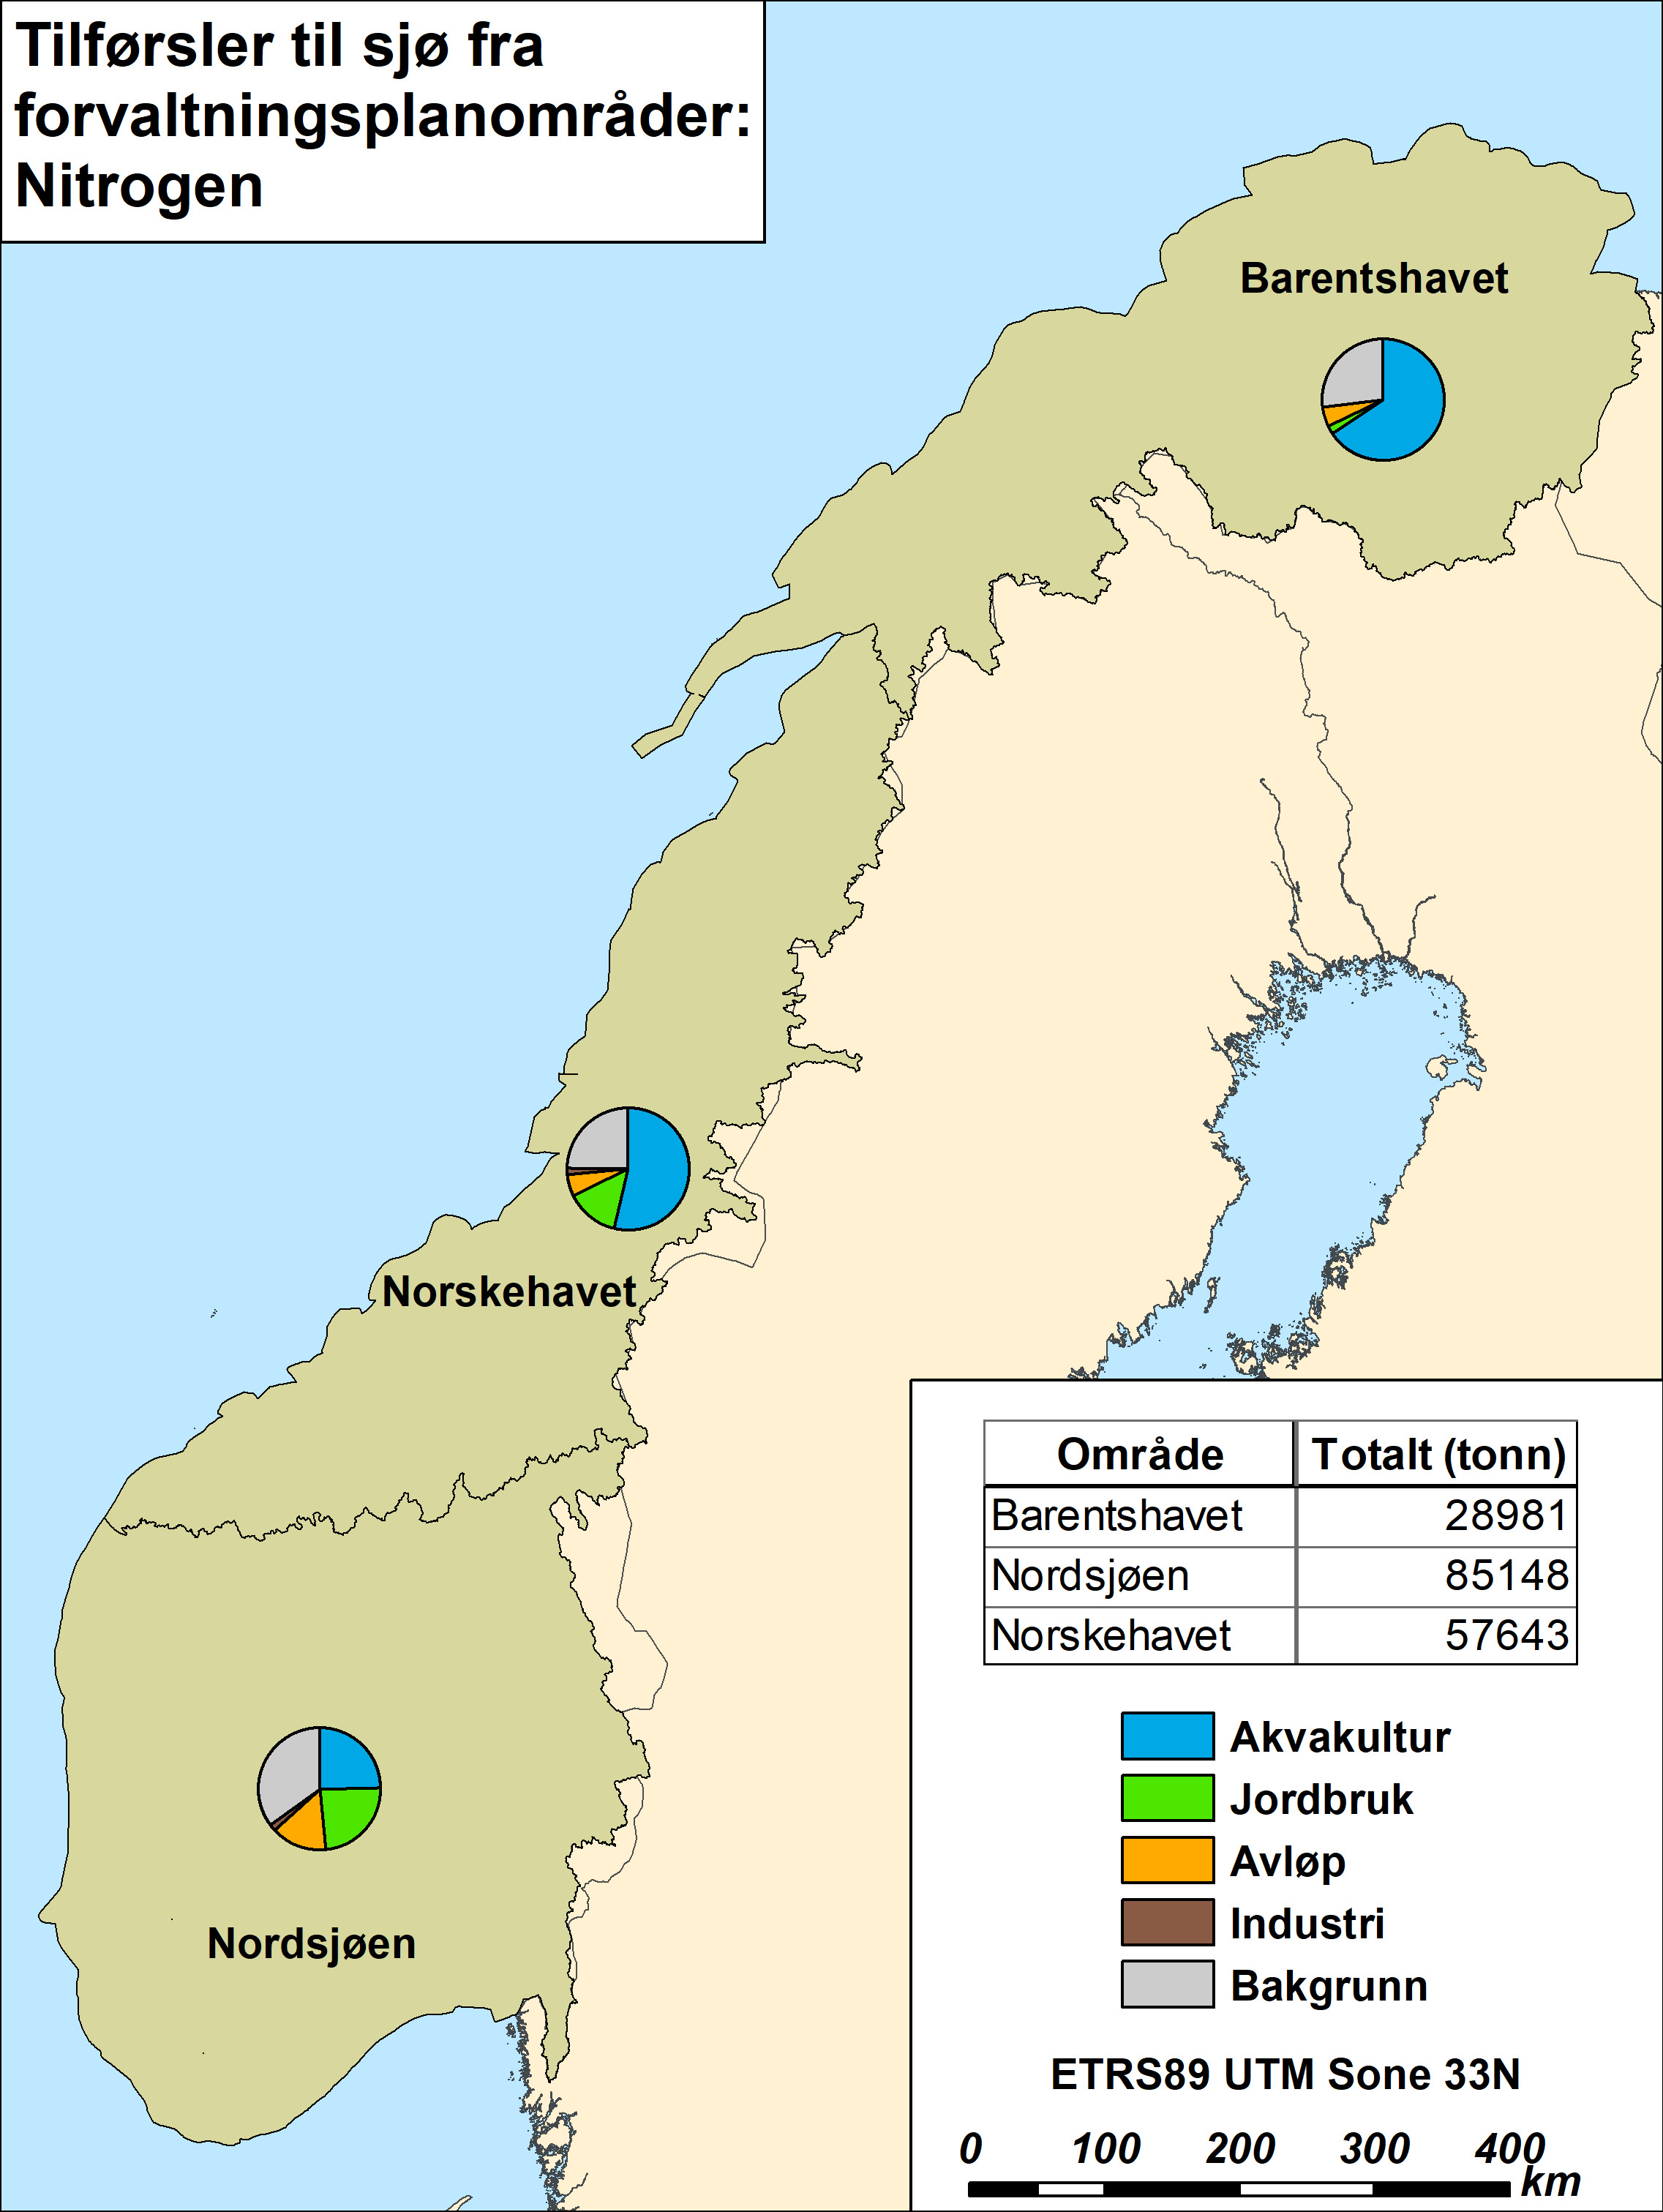 Tilførsler til sjø fra
forvaltningsplanområder:
Nitrogen
Barentshavet
Norskehavet
Nordsjøen
Område Totalt (tonn)
Barentshavet 28981
Nordsjøen 85148
Norskehavet 57643
Akvakultur
Jordbruk
Avløp
Industri
Bakgrunn
ETRS89 UTM Sone 33N
0 100 200 300 400
km